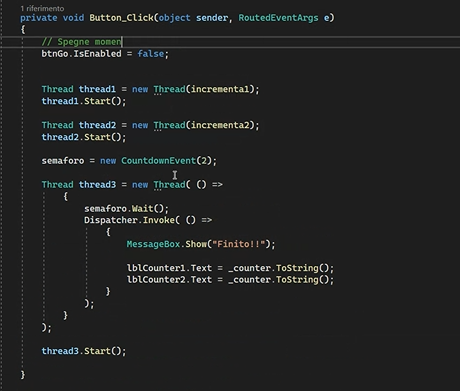 1 riferimento
private void Button_Click(object sender, RoutedEventArgs e)
{
// Spegne momen
btnGo.IsEnabled = false;
Thread thread1 = new Thread(incrementa1);
thread1.Start();
Thread thread2 = new Thread(incrementa2);
thread2.Start();
semaforo = new CountdownEvent(2);
Thread thread3 = new Thread( () =>
{
semaforo.Wait();
Dispatcher.Invoke( () =>
{
MessageBox.Show("Finito!!");
lblCounter1.Text = _counter.ToString();
lblCounter2.Text = _counter.ToString();
}
);
}
);
thread3.Start();
}